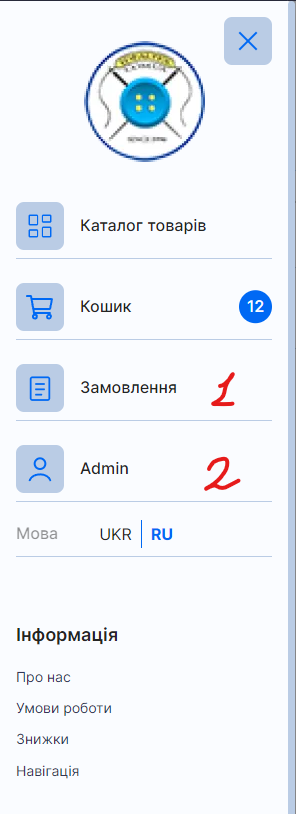 Каталог товарів
Кошик 12
Замовлення 1
Admin 2
Мова UKR RU
Інформація
Про нас
Умови роботи
Знижки
Навігація